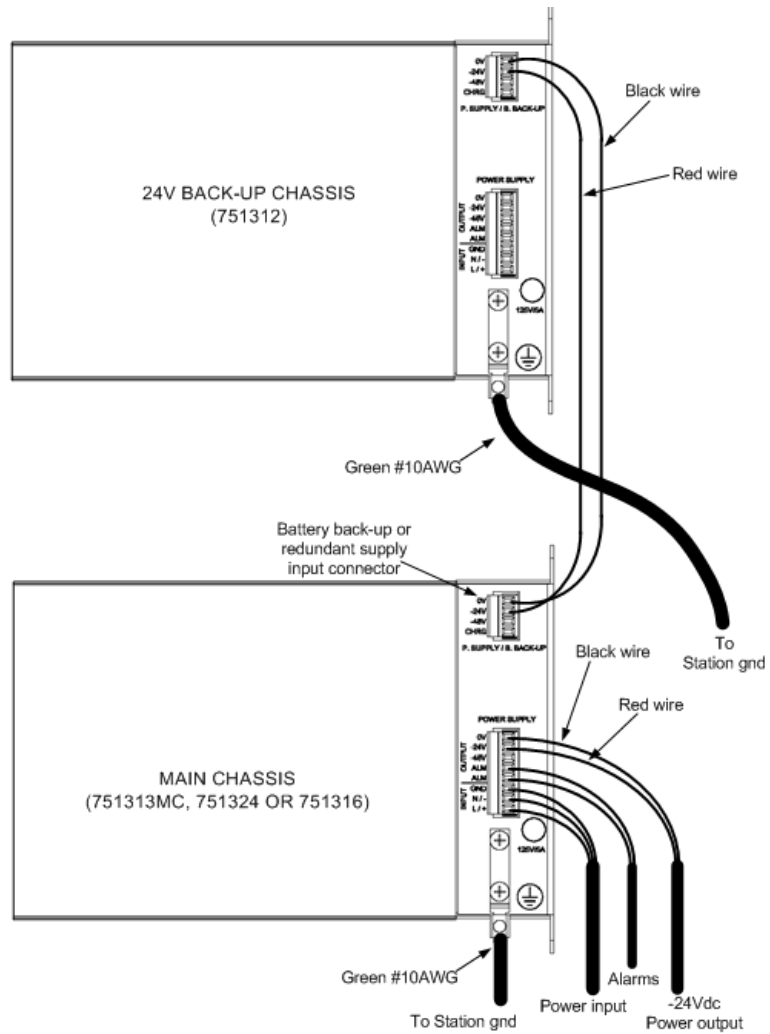 0V
-24V
-48V
CHRG
P. SUPPLY / B. BACK-UP
Black wire
Red wire
24V BACK-UP CHASSIS
(751312)
POWER SUPPLY
OUTPUT
0V
-24V
-48V
ALM
ALM
INPUT
GND
N / -
L / +
125V/5A
Green #10AWG
To
Station gnd
Battery back-up or
redundant supply
input connector
0V
-24V
-48V
CHRG
P. SUPPLY / B. BACK-UP
Black wire
Red wire
MAIN CHASSIS
(751313MC, 751324 OR 751316)
POWER SUPPLY
OUTPUT
0V
-24V
-48V
ALM
ALM
INPUT
GND
N / -
L / +
125V/5A
Green #10AWG
To Station gnd
Power input
Alarms
-24Vdc
Power output